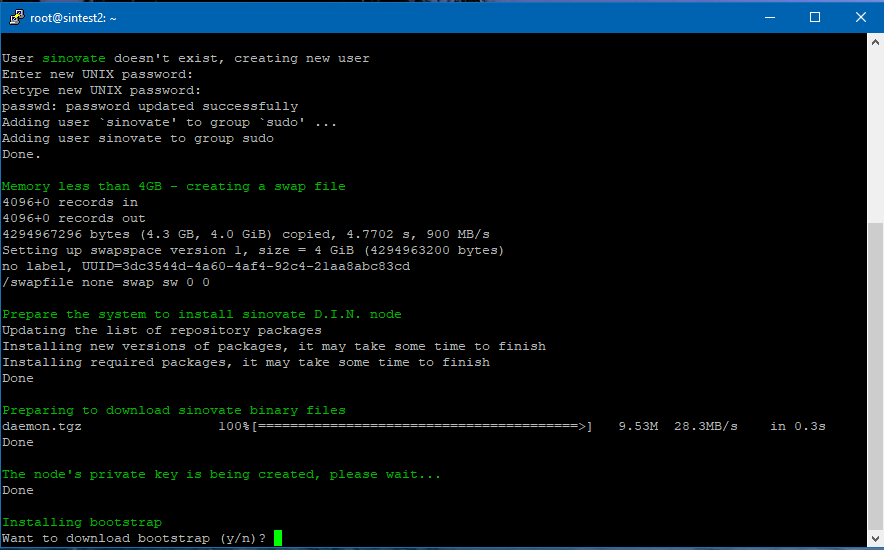 root@sintest2: ~
User sinovate doesn't exist, creating new user
Enter new UNIX password:
Retype new UNIX password:
passwd: password updated successfully
Adding user `sinovate' to group `sudo' ...
Adding user sinovate to group sudo
Done.
Memory less than 4GB - creating a swap file
4096+0 records in
4096+0 records out
4294967296 bytes (4.3 GB, 4.0 GiB) copied, 4.7702 s, 900 MB/s
Setting up swapspace version 1, size = 4 GiB (4294963200 bytes)
no label, UUID=3dc3544d-4a60-4af4-92c4-21aa8abc83cd
/swapfile none swap sw 0 0
Prepare the system to install sinovate D.I.N. node
Updating the list of repository packages
Installing new versions of packages, it may take some time to finish
Installing required packages, it may take some time to finish
Done
Preparing to download sinovate binary files
daemon.tgz 100%[========================================>] 9.53M 28.3MB/s in 0.3s
Done
The node's private key is being created, please wait...
Done
Installing bootstrap
Want to download bootstrap (y/n)?